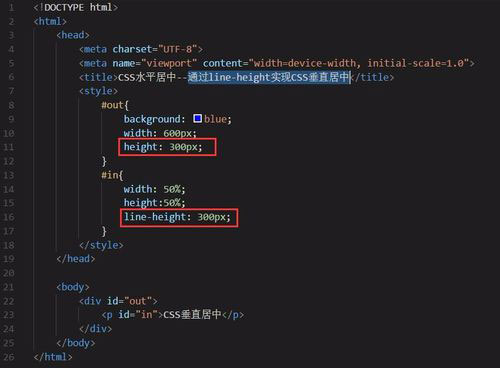 1 <!DOCTYPE html>
2 <html>
3 <head>
4 <meta charset="UTF-8">
5 <meta name="viewport" content="width=device-width, initial-scale=1.0">
6 <title>CSS水平居中--通过line-height实现CSS垂直居中</title>
7 <style>
8 #out{
9 background: blue;
10 width: 600px;
11 height: 300px;
12 }
13 #in{
14 width: 50%;
15 height:50%;
16 line-height: 300px;
17 }
18 </style>
19 </head>
20
21 <body>
22 <div id="out">
23 <p id="in">CSS垂直居中</p>
24 </div>
25 </body>
26 </html>